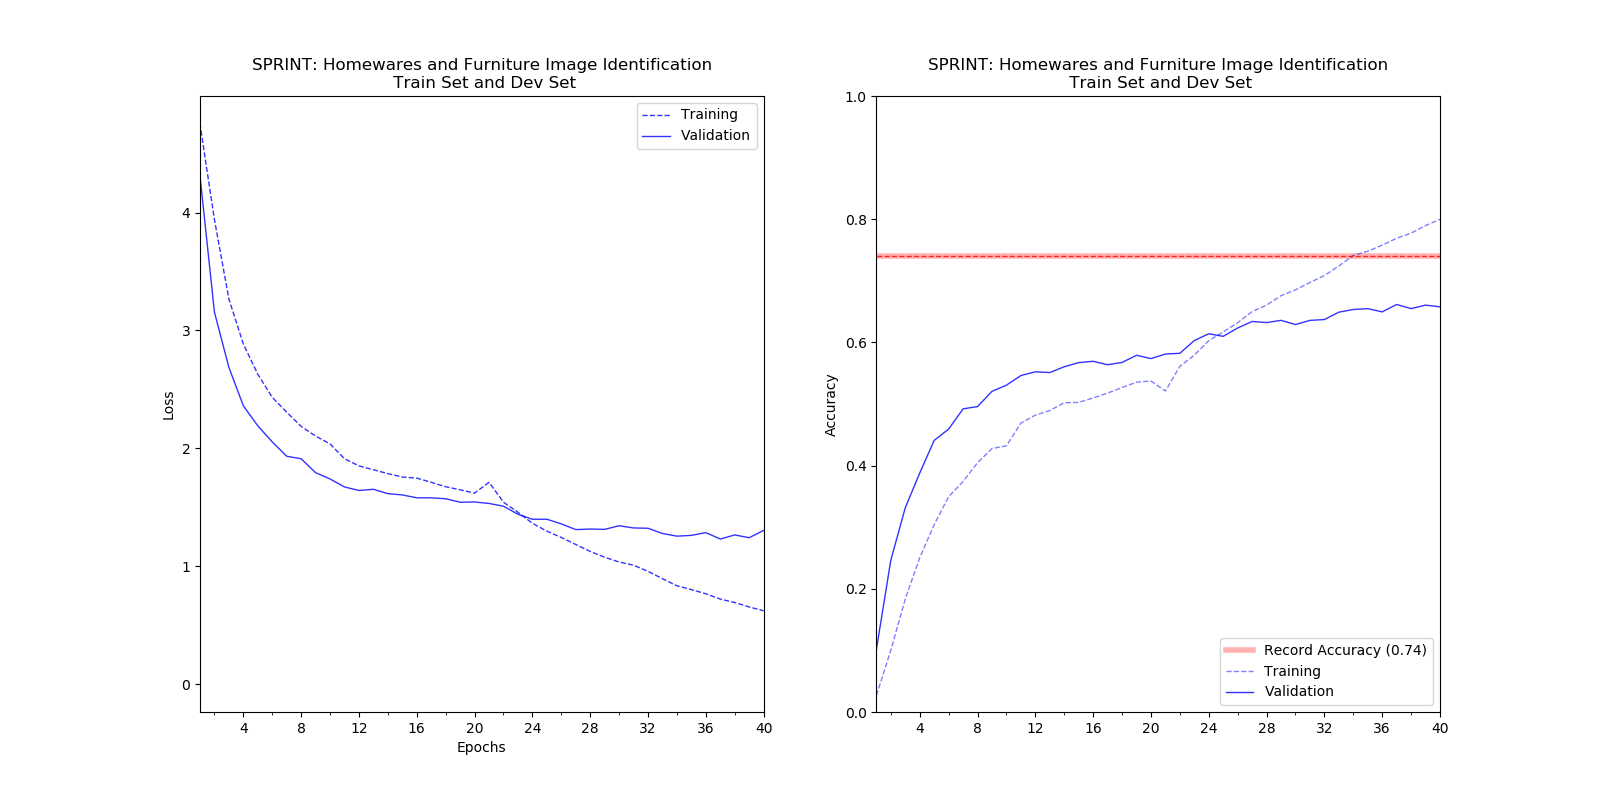 SPRINT: Homewares and Furniture Image Identification
Train Set and Dev Set
Training
Validation
4
3
2
1
0
Loss
4 8 12 16 20 24 28 32 36 40
Epochs
SPRINT: Homewares and Furniture Image Identification
Train Set and Dev Set
1.0
0.8
0.6
0.4
0.2
0.0
Accuracy
Record Accuracy (0.74)
Training
Validation
4 8 12 16 20 24 28 32 36 40